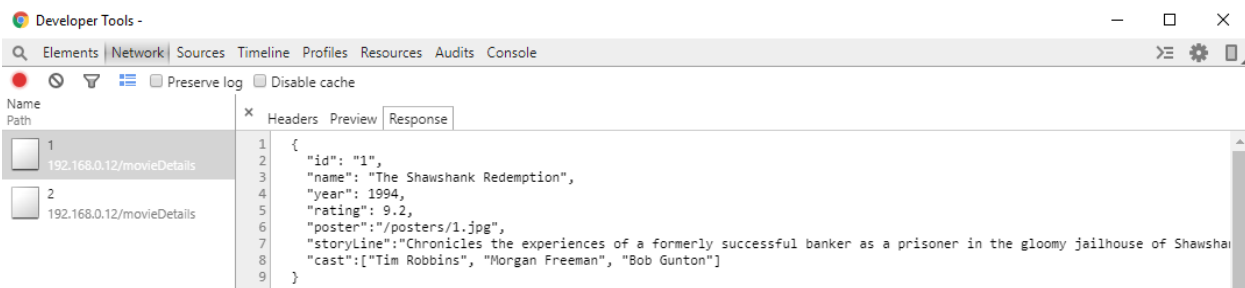 Developer Tools -
Elements Network Sources Timeline Profiles Resources Audits Console
Preserve log Disable cache
Name
Path
Headers Preview Response
1
192.168.0.12/movieDetails
2
192.168.0.12/movieDetails
1 {
2 "id": "1",
3 "name": "The Shawshank Redemption",
4 "year": 1994,
5 "rating": 9.2,
6 "poster":"/posters/1.jpg",
7 "storyLine":"Chronicles the experiences of a formerly successful banker as a prisoner in the gloomy jailhouse of Shawsha
8 "cast":["Tim Robbins", "Morgan Freeman", "Bob Gunton"]
9 }